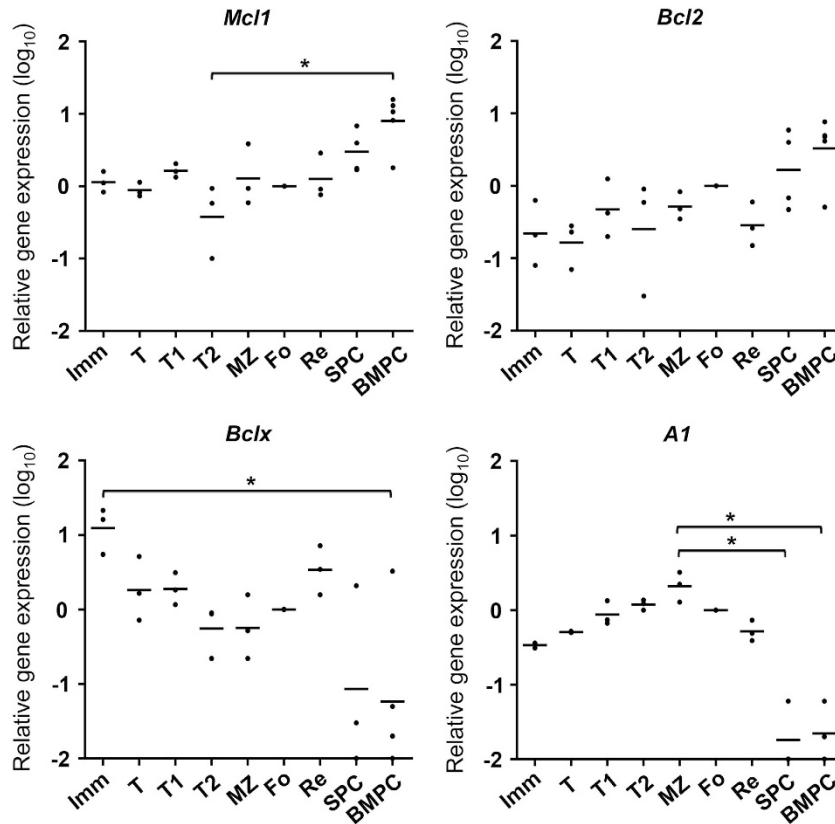 Mcl1
Relative gene expression (log10)
2
1
0
-1
-2
*
Imm T T1 T2 MZ Fo Re SPC BMPC
Bcl2
Relative gene expression (log10)
2
1
0
-1
-2
Imm T T1 T2 MZ Fo Re SPC BMPC
Bclx
Relative gene expression (log10)
2
1
0
-1
-2
*
Imm T T1 T2 MZ Fo Re SPC BMPC
A1
Relative gene expression (log10)
2
1
0
-1
-2
*
*
Imm T T1 T2 MZ Fo Re SPC BMPC